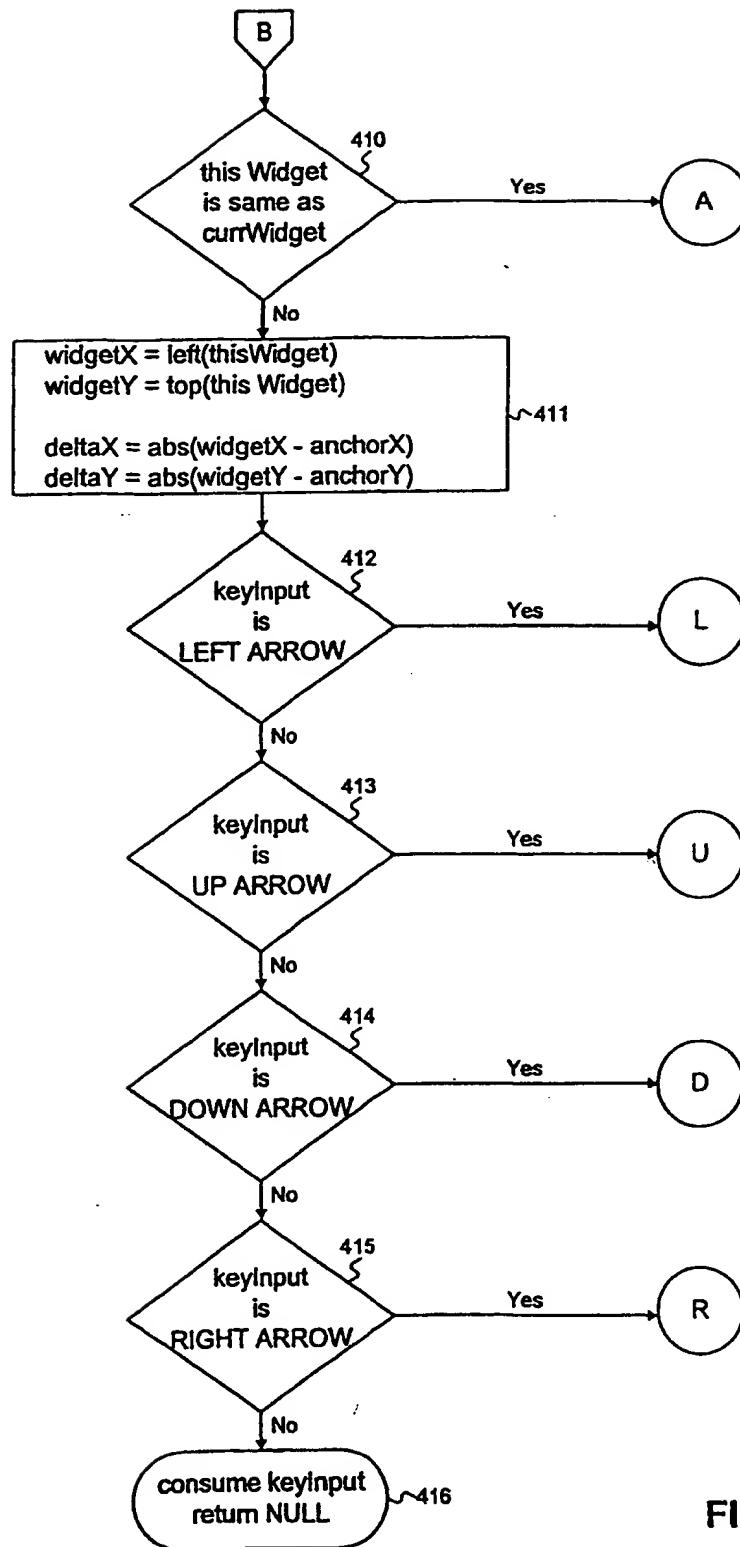 B
410
this Widget
is same as
currWidget
Yes
A
No
widgetX = left(thisWidget)
widgetY = top(this Widget)
deltaX = abs(widgetX - anchorX)
deltaY = abs(widgetY - anchorY)
411
412
keyInput
is
LEFT ARROW
Yes
L
No
413
keyInput
is
UP ARROW
Yes
U
No
414
keyInput
is
DOWN ARROW
Yes
D
No
415
keyInput
is
RIGHT ARROW
Yes
R
No
consume keyInput
return NULL
416
FI